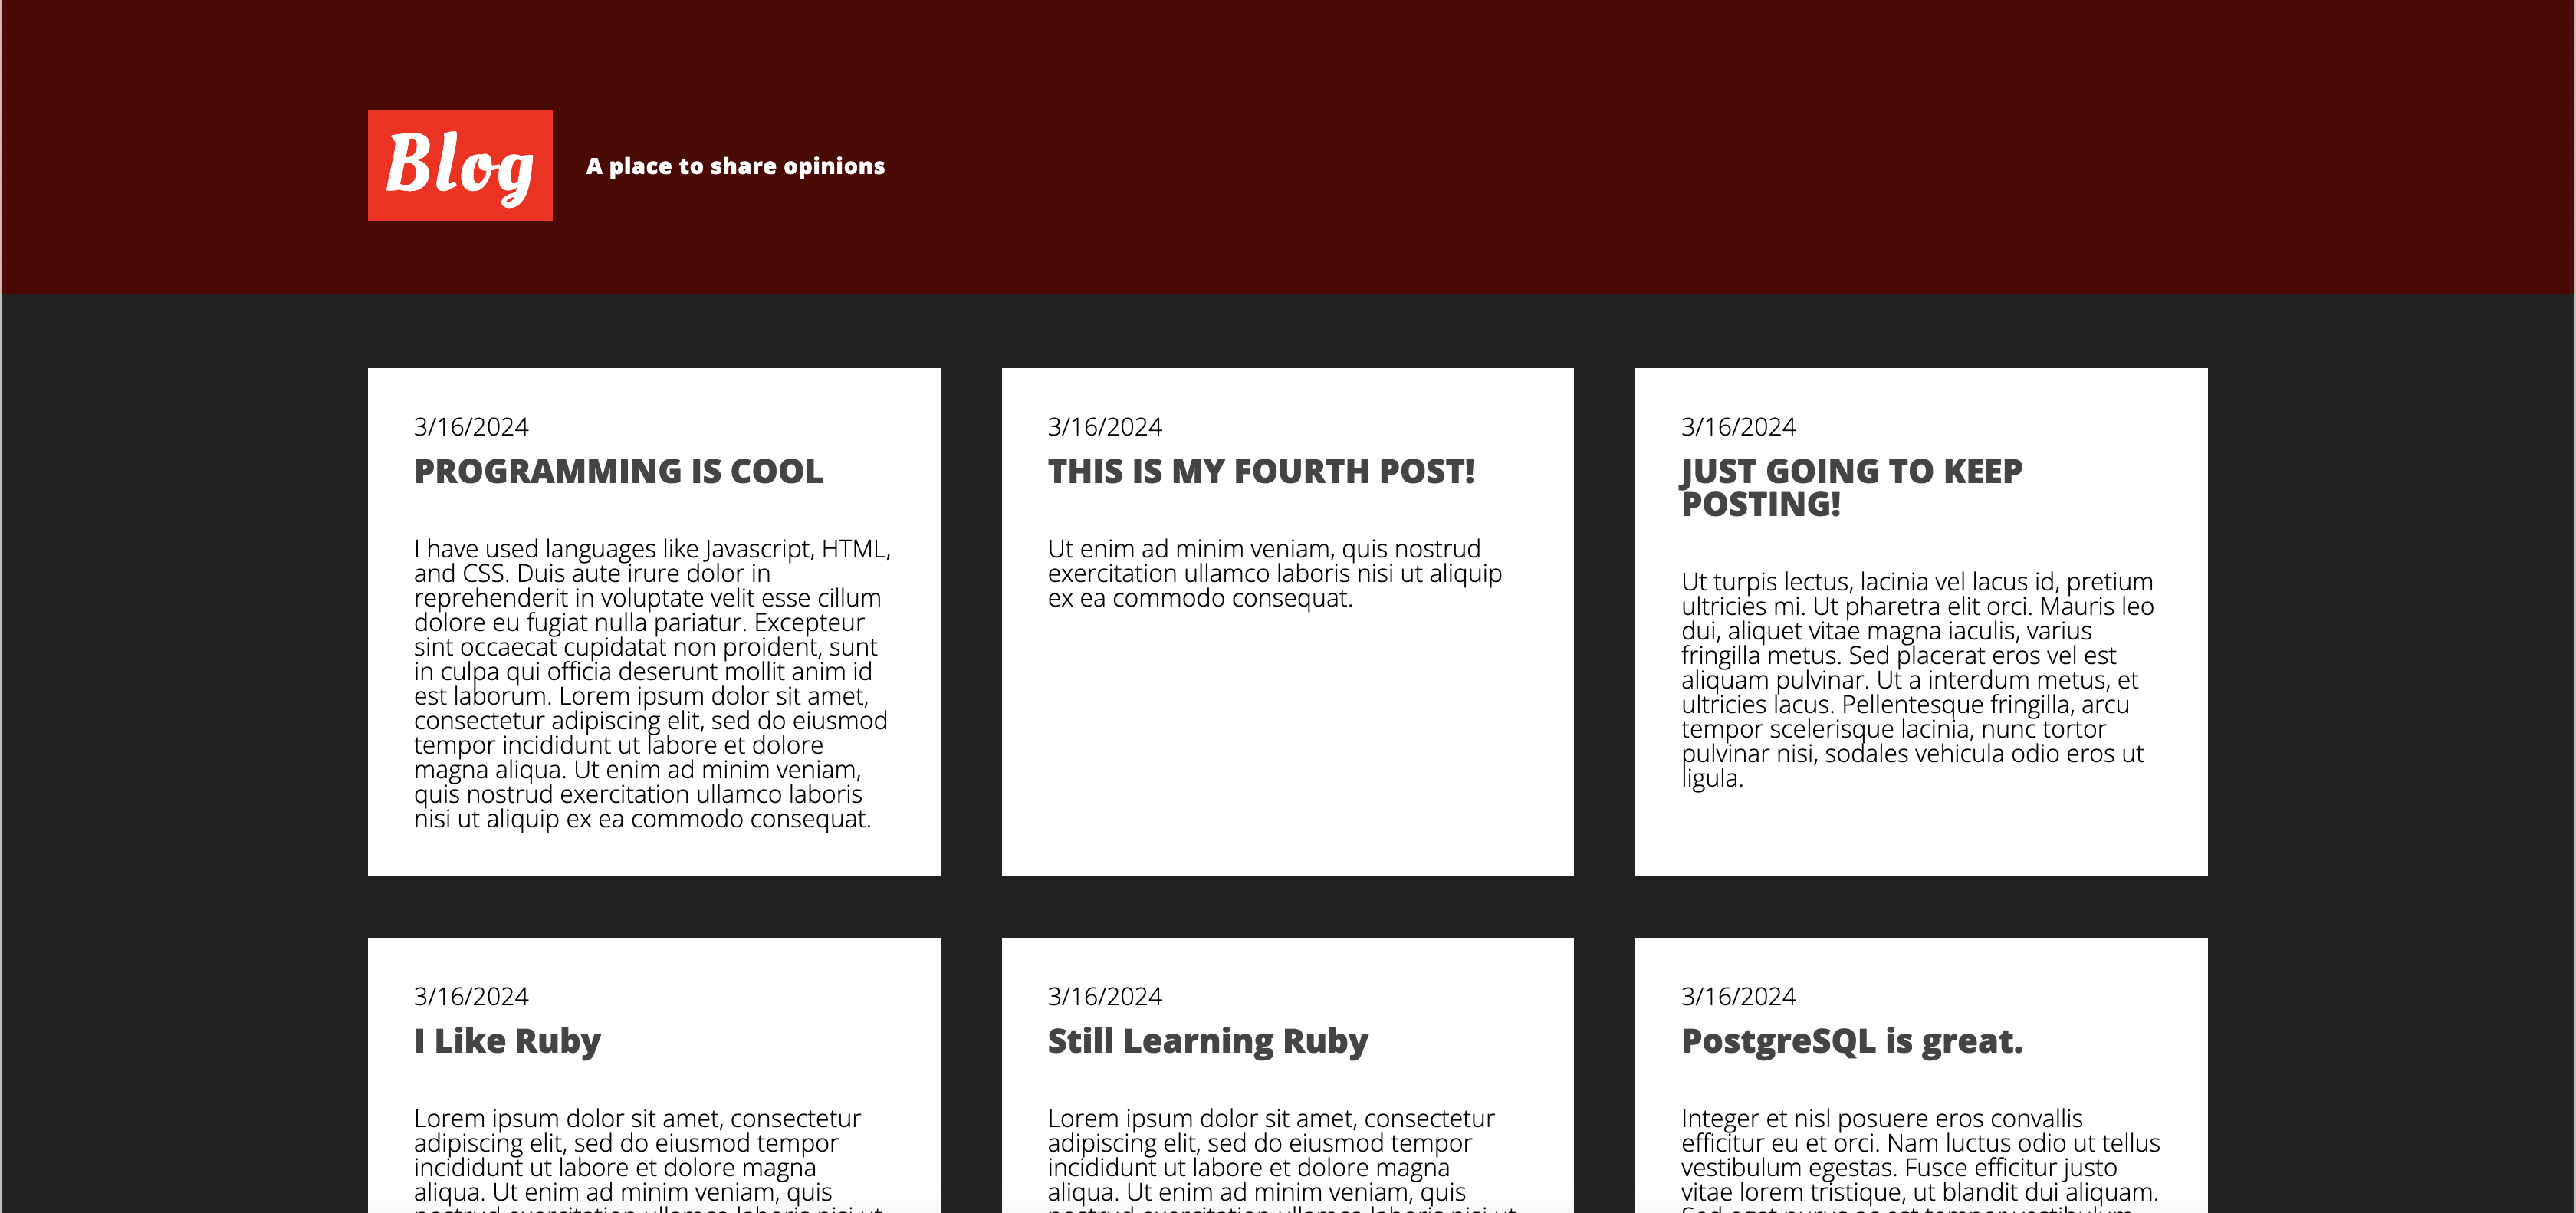 Blog
A place to share opinions
3/16/2024
PROGRAMMING IS COOL
I have used languages like Javascript, HTML,
and CSS. Duis aute irure dolor in
reprehenderit in voluptate velit esse cillum
dolore eu fugiat nulla pariatur. Excepteur
sint occaecat cupidatat non proident, sunt
in culpa qui officia deserunt mollit anim id
est laborum. Lorem ipsum dolor sit amet,
consectetur adipiscing elit, sed do eiusmod
tempor incididunt ut labore et dolore
magna aliqua. Ut enim ad minim veniam,
quis nostrud exercitation ullamco laboris
nisi ut aliquip ex ea commodo consequat.
3/16/2024
THIS IS MY FOURTH POST!
Ut enim ad minim veniam, quis nostrud
exercitation ullamco laboris nisi ut aliquip
ex ea commodo consequat.
3/16/2024
JUST GOING TO KEEP
POSTING!
Ut turpis lectus, lacinia vel lacus id, pretium
ultricies mi. Ut pharetra elit orci. Mauris leo
dui, aliquet vitae magna iaculis, varius
fringilla metus. Sed placerat eros vel est
aliquam pulvinar. Ut a interdum metus, et
ultricies lacus. Pellentesque fringilla, arcu
tempor scelerisque lacinia, nunc tortor
pulvinar nisi, sodales vehicula odio eros ut
ligula.
3/16/2024
I Like Ruby
Lorem ipsum dolor sit amet, consectetur
adipiscing elit, sed do eiusmod tempor
incididunt ut labore et dolore magna
aliqua. Ut enim ad minim veniam, quis
3/16/2024
Still Learning Ruby
Lorem ipsum dolor sit amet, consectetur
adipiscing elit, sed do eiusmod tempor
incididunt ut labore et dolore magna
aliqua. Ut enim ad minim veniam, quis
3/16/2024
PostgreSQL is great.
Integer et nisl posuere eros convallis
efficitur eu et orci. Nam luctus odio ut tellus
vestibulum egestas. Fusce efficitur justo
vitae lorem tristique, ut blandit dui aliquam.